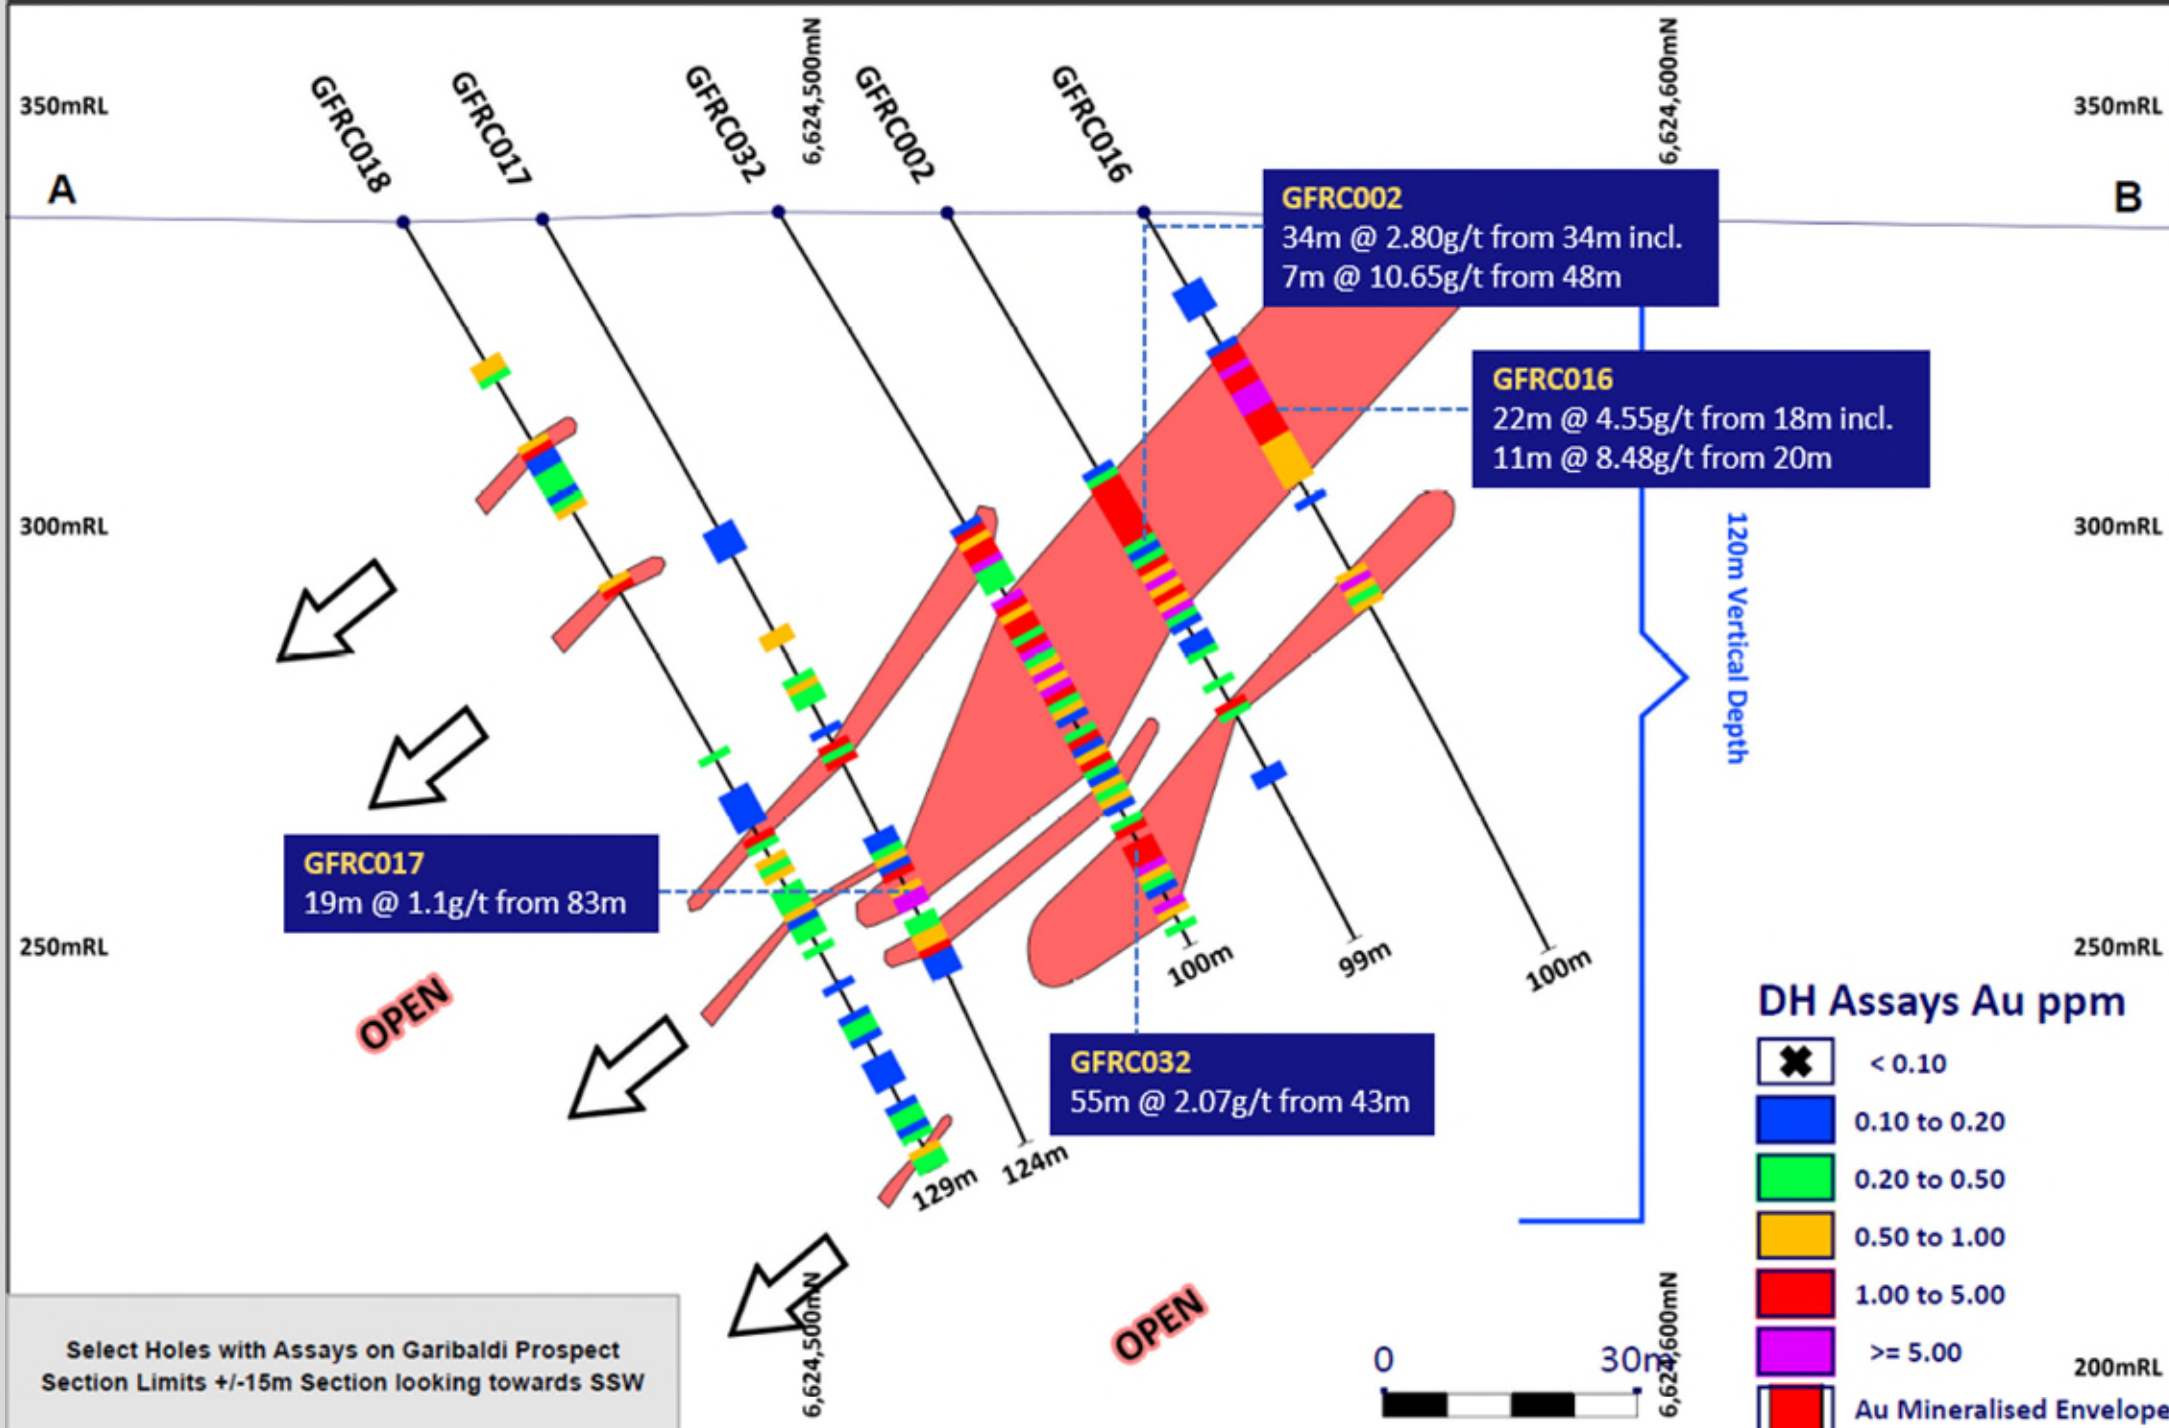 GFRC018
GFRC017
GFRC032
6,624,500mN
GFRC002
GFRC016
6,624,600mN
350mRL
350mRL
A
B
GFRC002
34m @ 2.80g/t from 34m incl.
7m @ 10.65g/t from 48m
GFRC016
22m @ 4.55g/t from 18m incl.
11m @ 8.48g/t from 20m
300mRL
300mRL
120m Vertical Depth
GFRC017
19m @ 1.1g/t from 83m
250mRL
250mRL
100m
99m
100m
OPEN
GFRC032
55m @ 2.07g/t from 43m
129m
124m
OPEN
DH Assays Au ppm
< 0.10
0.10 to 0.20
0.20 to 0.50
0.50 to 1.00
1.00 to 5.00
>= 5.00
Au Mineralised Envelope
200mRL
6,624,500mN
0
30m
6,624,600mN
Select Holes with Assays on Garibaldi Prospect
Section Limits +/-15m Section looking towards SSW